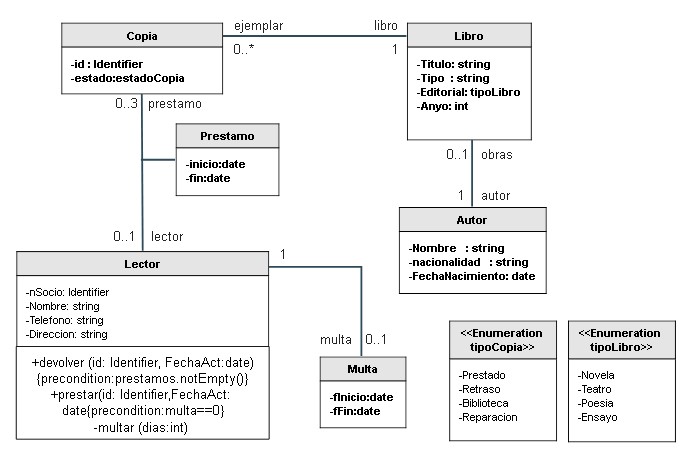 ejemplar
libro
Copia
-id : Identifier
-estado:estadoCopia
0..*
1
Libro
-Titulo: string
-Tipo : string
-Editorial: tipoLibro
-Anyo: int
0..3
prestamo
Prestamo
-inicio:date
-fin:date
0..1
obras
1
autor
Autor
-Nombre : string
-nacionalidad : string
-FechaNacimiento: date
0..1
lector
Lector
-nSocio: Identifier
-Nombre: string
-Telefono: string
-Direccion: string
+devolver (id: Identifier, FechaAct:date)
{precondition:prestamos.notEmpty()}
+prestar(id: Identifier,FechaAct:
date{precondition:multa==0}
-multar (dias:int)
1
multa
0..1
Multa
-fInicio:date
-fFin:date
<<Enumeration
tipoCopia>>
-Prestado
-Retraso
-Biblioteca
-Reparacion
<<Enumeration
tipoLibro>>
-Novela
-Teatro
-Poesia
-Ensayo